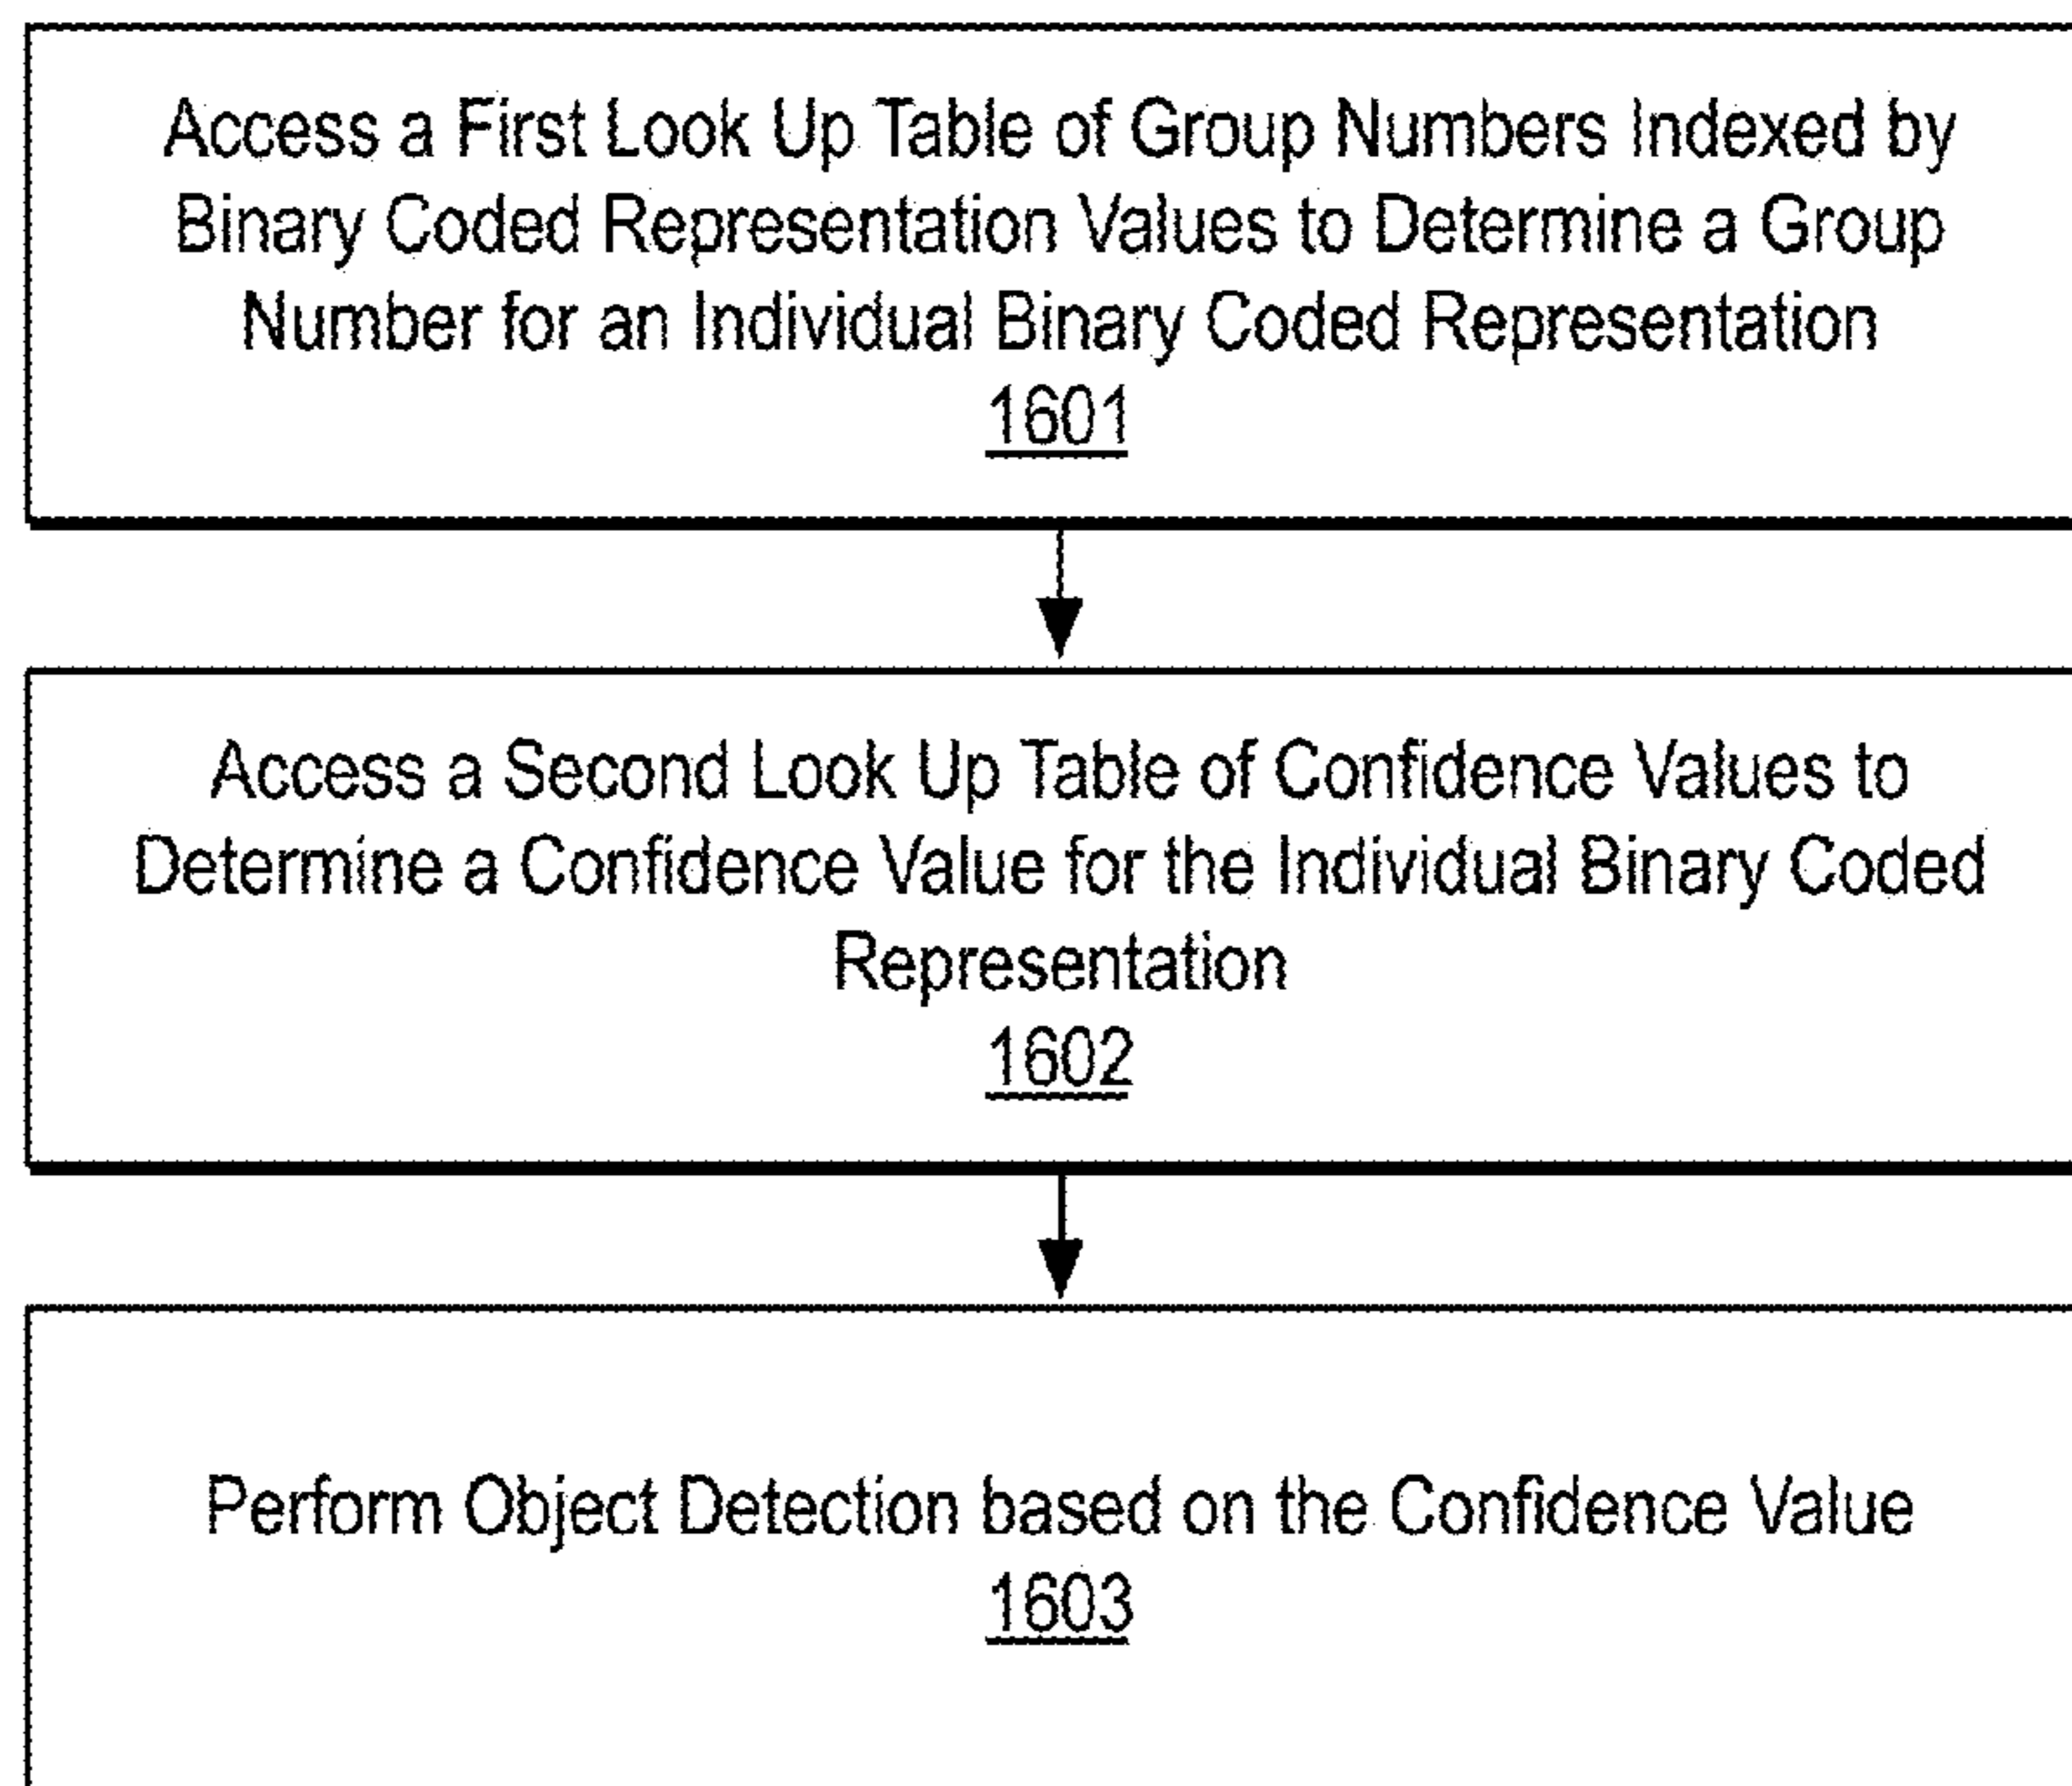 Access a First Look Up Table of Group Numbers Indexed by
Binary Coded Representation Values to Determine a Group
Number for an Individual Binary Coded Representation
1601
Access a Second Look Up Table of Confidence Values to
Determine a Confidence Value for the Individual Binary Coded
Representation
1602
Perform Object Detection based on the Confidence Value
1603